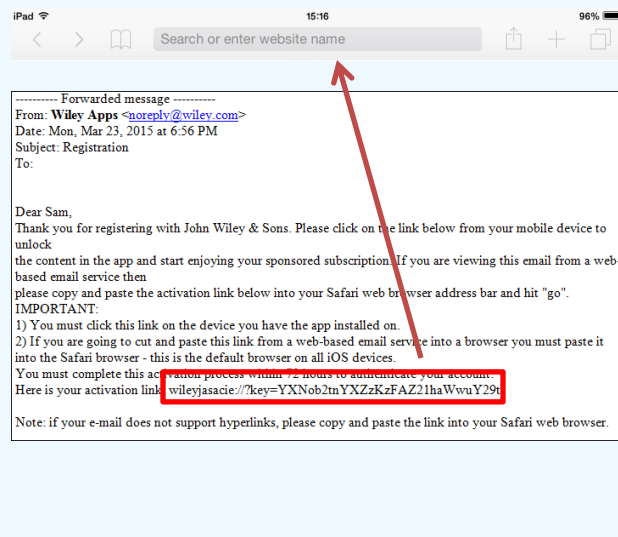 iPad 15:16 96%
Search or enter website name
---------- Forwarded message ----------
From: Wiley Apps <noreply@wiley.com>
Date: Mon, Mar 23, 2015 at 6:56 PM
Subject: Registration
To:
Dear Sam,
Thank you for registering with John Wiley & Sons. Please click on the link below from your mobile device to
unlock
the content in the app and start enjoying your sponsored subscription. If you are viewing this email from a web-
based email service then
please copy and paste the activation link below into your Safari web browser address bar and hit "go".
IMPORTANT:
1) You must click this link on the device you have the app installed on.
2) If you are going to cut and paste this link from a web-based email service into a browser you must paste it
into the Safari browser - this is the default browser on all iOS devices.
You must complete this activation process within 72 hours to authenticate your account.
Here is your activation link: wileyjasacie://?key=YXNob2tnYXZzKzFAZ21haWwuY29t
Note: if your e-mail does not support hyperlinks, please copy and paste the link into your Safari web browser.